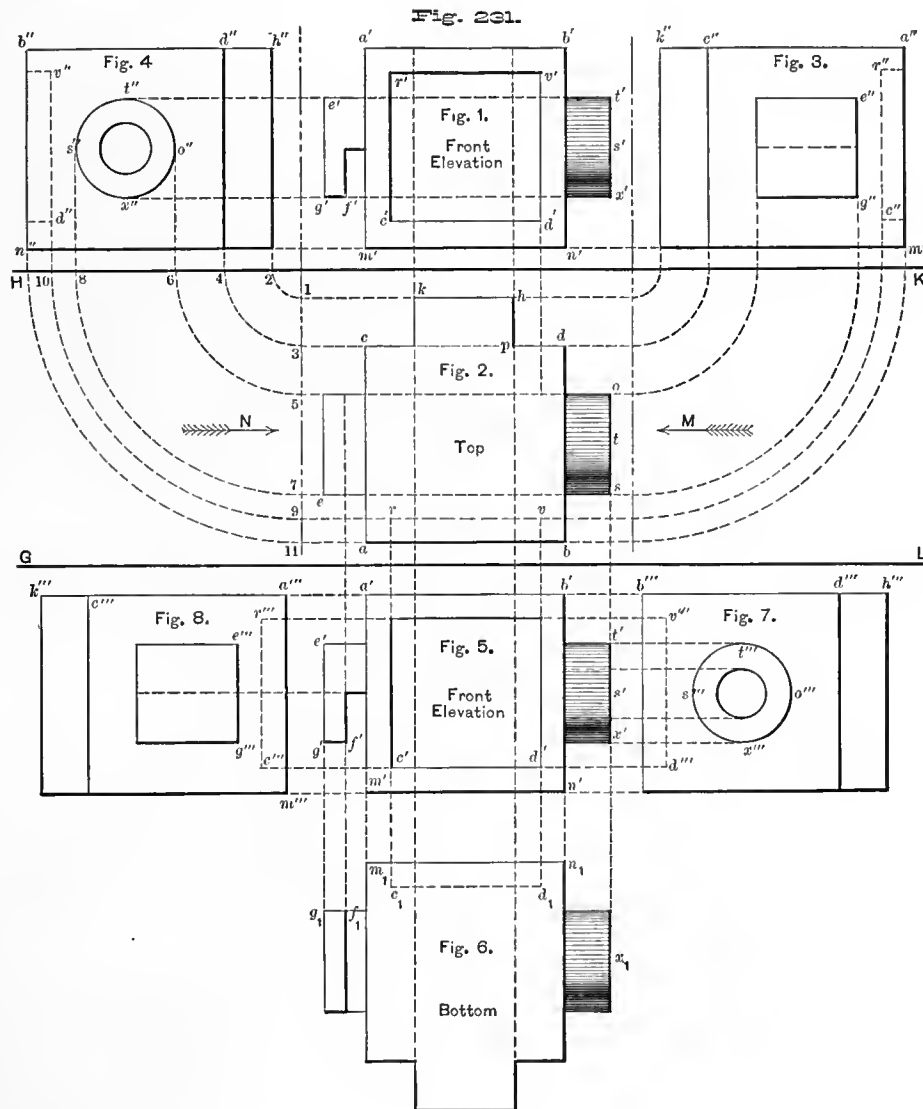 Fig. 231.
b'' d'' h'' a' b' k'' c'' a''
Fig. 4 Fig. 3.
v'' r' v' r''
t'' e' t' e''
Fig. 1.
s'' o'' Front s'
Elevation
x'' g' f' x' g''
d'' c' d' c''
n'' m' n' m
H 10 8 6 4 2 K
1 k h
3 c p d
Fig. 2.
5 o
N t M
Top
7 e s
9 r v
11 a b
G L
k''' a''' a' b' b''' d''' h'''
c''' Fig. 8. Fig. 7.
r''' v'''
e''' e' Fig. 5. t' t'''
Front s' s''' o'''
Elevation
g''' g' f' x' x'''
c''' c' d' d'''
m''' m' n'
m₁ n₁
c₁ d₁
g₁ f₁
Fig. 6. x₁
Bottom